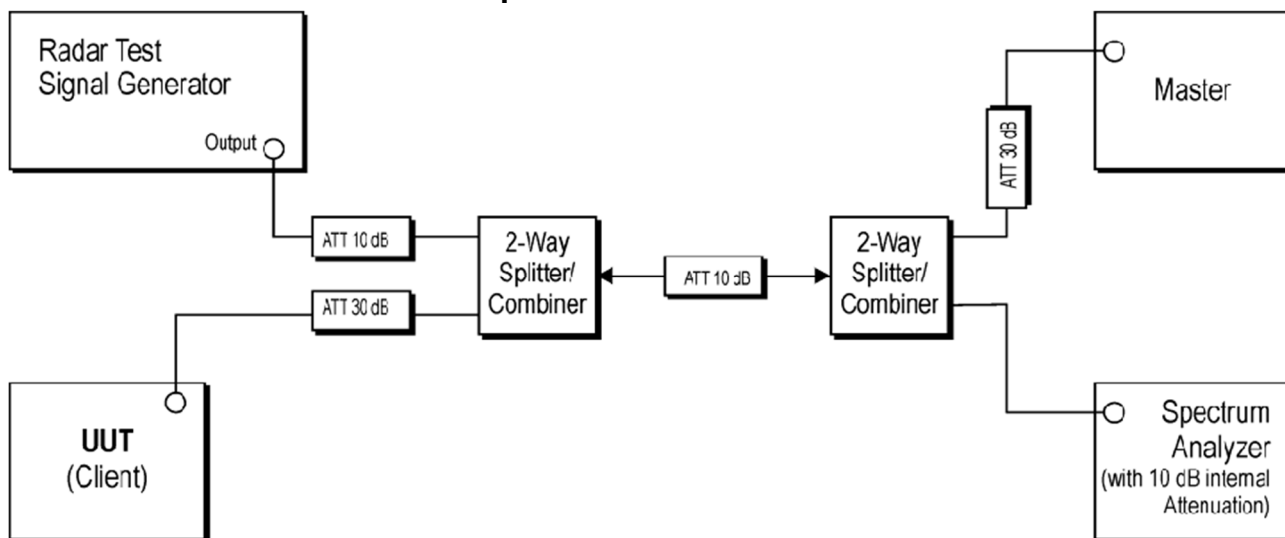 Radar Test
Signal Generator
Output
ATT 10 dB
ATT 30 dB
UUT
(Client)
2-Way
Splitter/
Combiner
ATT 10 dB
2-Way
Splitter/
Combiner
ATT 30 dB
Master
Spectrum
Analyzer
(with 10 dB internal
Attenuation)